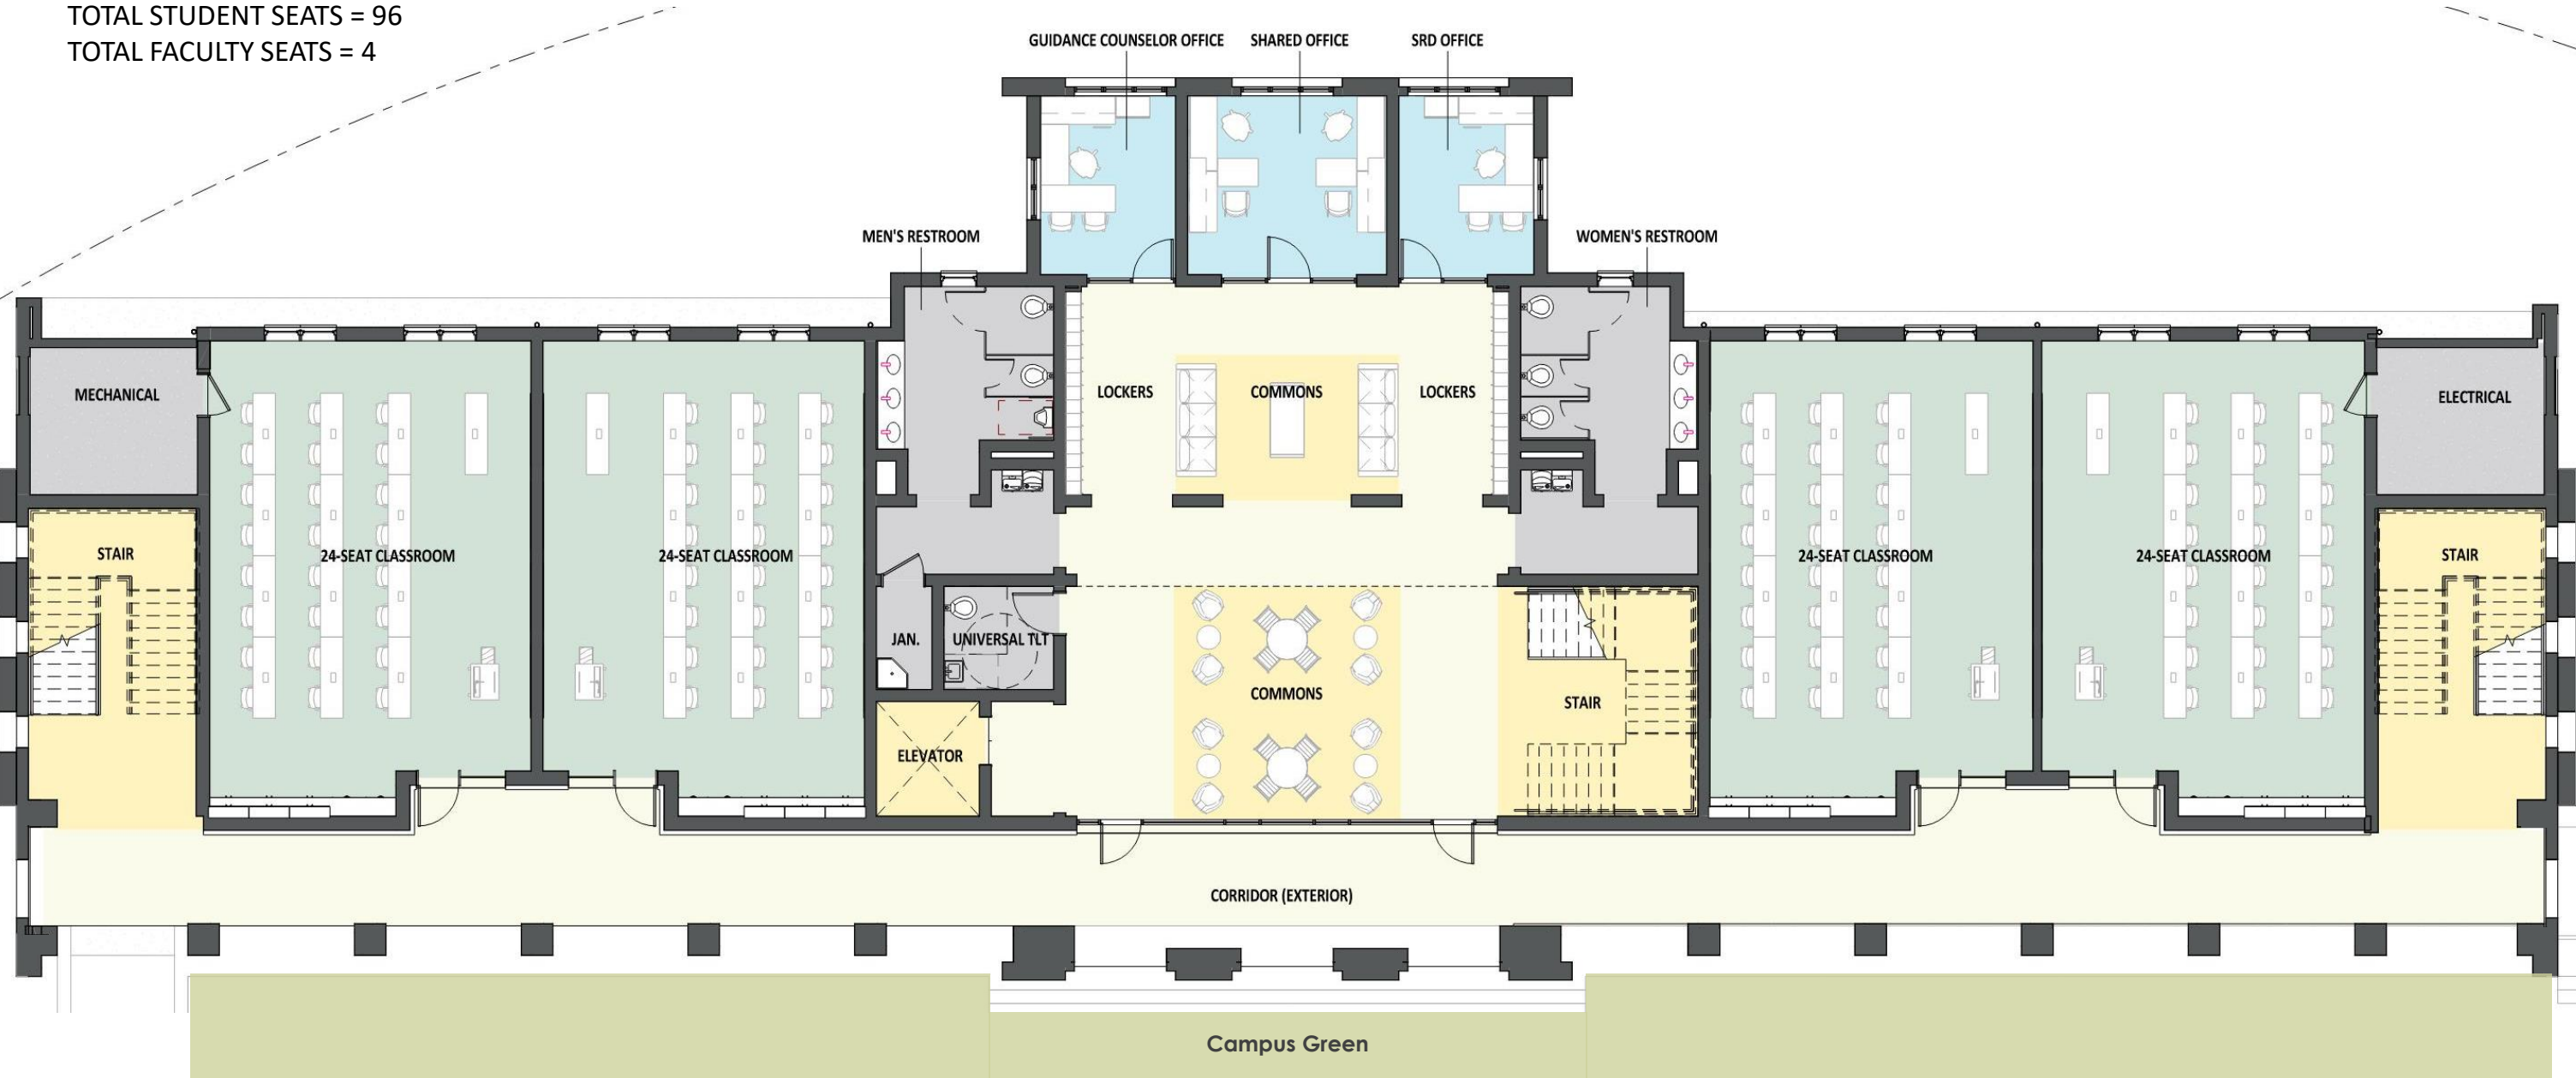 TOTAL STUDENT SEATS = 96
TOTAL FACULTY SEATS = 4
GUIDANCE COUNSELOR OFFICE
SHARED OFFICE
SRD OFFICE
MEN'S RESTROOM
WOMEN'S RESTROOM
MECHANICAL
LOCKERS
COMMONS
LOCKERS
ELECTRICAL
STAIR
24-SEAT CLASSROOM
24-SEAT CLASSROOM
24-SEAT CLASSROOM
24-SEAT CLASSROOM
STAIR
JAN.
UNIVERSAL TLT
COMMONS
STAIR
ELEVATOR
CORRIDOR (EXTERIOR)
Campus Green